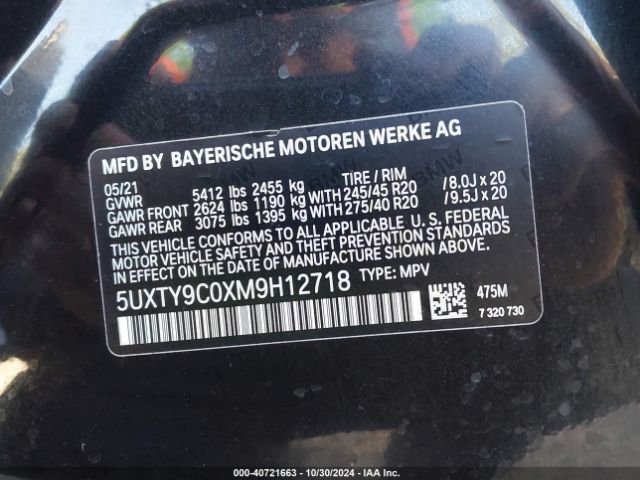 MFD BY BAYERISCHE MOTOREN WERKE AG
05/21 TIRE / RIM
GVWR 5412 lbs 2455 kg
GAWR FRONT 2624 lbs 1190 kg WITH 245/45 R20 / 8.0J x 20
GAWR REAR 3075 lbs 1395 kg WITH 275/40 R20 / 9.5J x 20
THIS VEHICLE CONFORMS TO ALL APPLICABLE U.S. FEDERAL
MOTOR VEHICLE SAFETY AND THEFT PREVENTION STANDARDS
IN EFFECT ON THE DATE OF MANUFACTURE SHOWN ABOVE.
5UXTY9C0XM9H12718 TYPE: MPV
475M
7 320 730
000-40721663 - 10/30/2024 - IAA Inc.